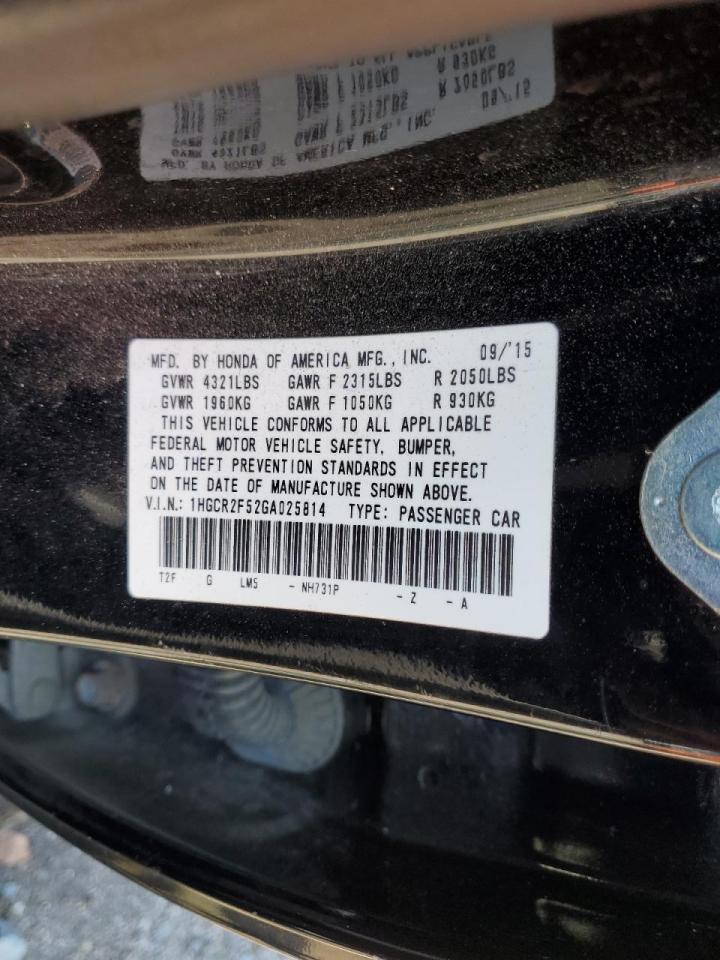 MFD. BY HONDA OF AMERICA MFG., INC. 09/'15
GVWR 4321LBS GAWR F 2315LBS R 2050LBS
GVWR 1960KG GAWR F 1050KG R 930KG
THIS VEHICLE CONFORMS TO ALL APPLICABLE
FEDERAL MOTOR VEHICLE SAFETY, BUMPER,
AND THEFT PREVENTION STANDARDS IN EFFECT
ON THE DATE OF MANUFACTURE SHOWN ABOVE.
V.I.N.: 1HGCR2F52GA025814 TYPE: PASSENGER CAR
T2F G LM5 - NH731P - Z - A